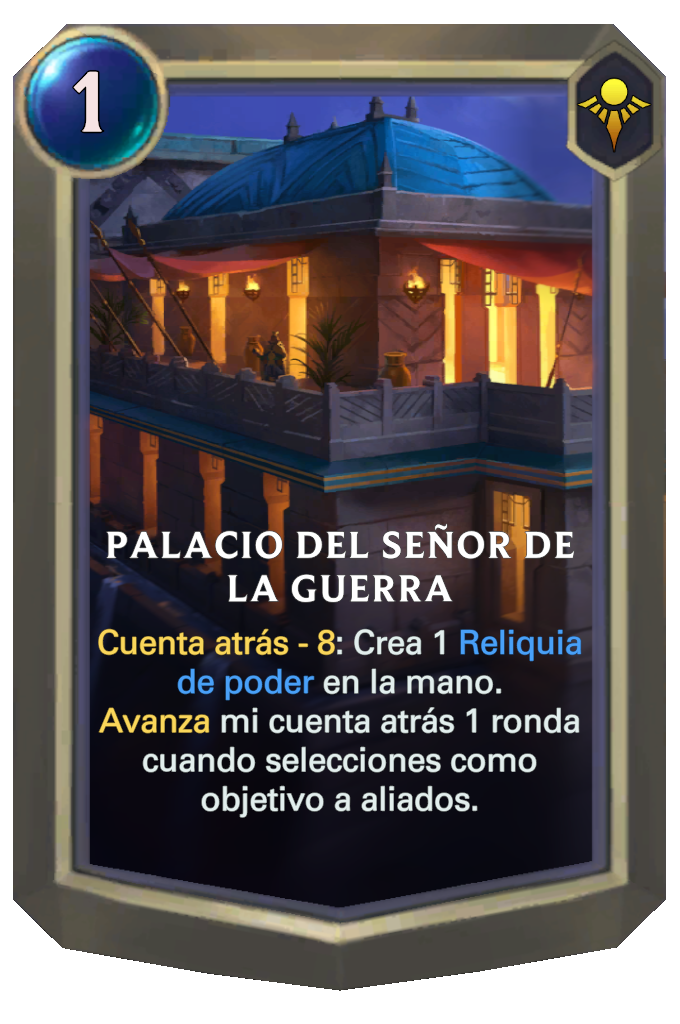 1
PALACIO DEL SEÑOR DE
LA GUERRA
Cuenta atrás - 8: Crea 1 Reliquia
de poder en la mano.
Avanza mi cuenta atrás 1 ronda
cuando selecciones como
objetivo a aliados.